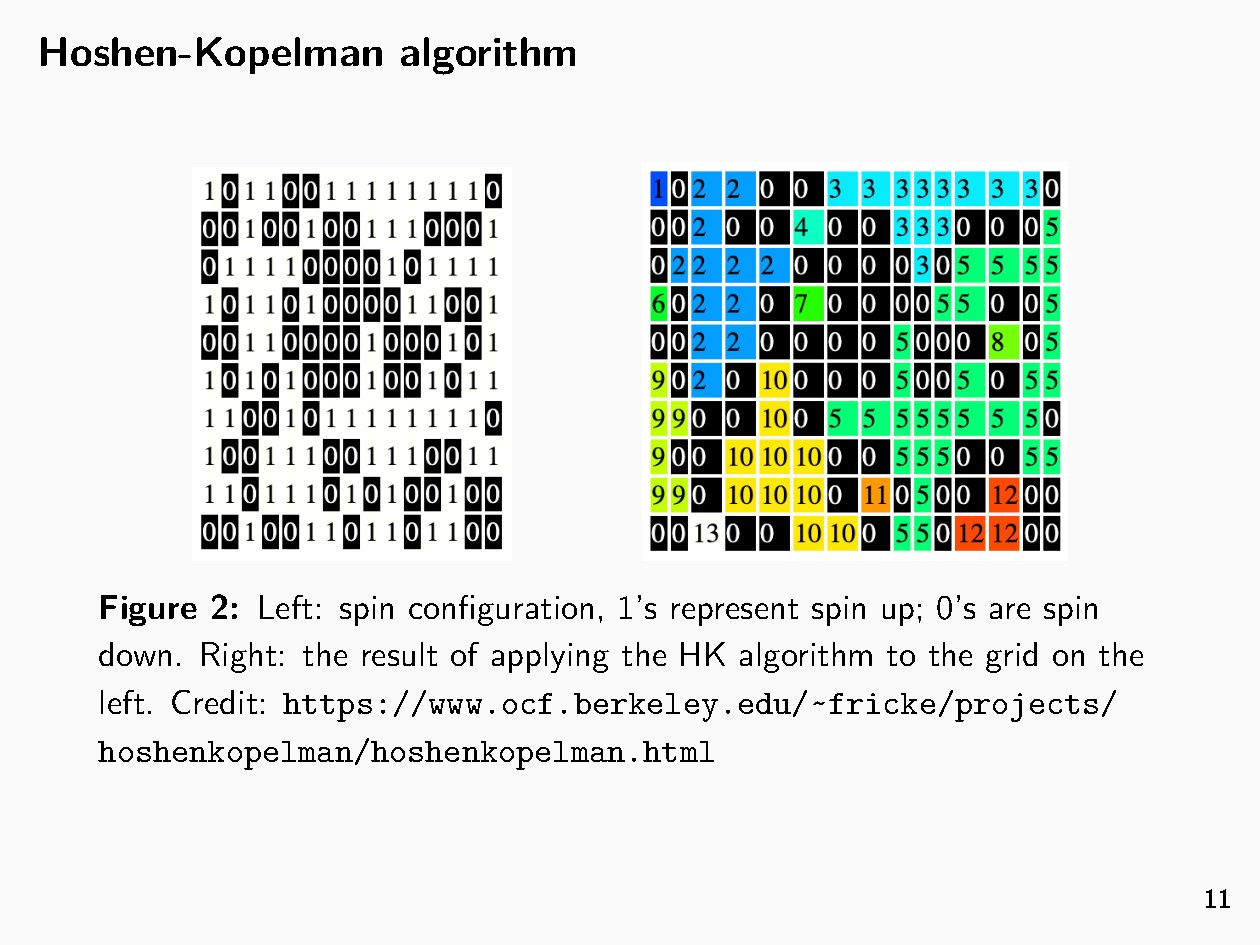 Hoshen-Kopelman algorithm
1 0 1 1 0 0 1 1 1 1 1 1 1 1 0
0 0 1 0 0 1 0 0 1 1 1 0 0 0 1
0 1 1 1 1 0 0 0 0 1 0 1 1 1 1
1 0 1 1 0 1 0 0 0 0 1 1 0 0 1
0 0 1 1 0 0 0 0 1 0 0 0 1 0 1
1 0 1 0 1 0 0 0 1 0 0 1 0 1 1
1 1 0 0 1 0 1 1 1 1 1 1 1 1 0
1 0 0 1 1 1 0 0 1 1 1 0 0 1 1
1 1 0 1 1 1 0 1 0 1 0 0 1 0 0
0 0 1 0 0 1 1 0 1 1 0 1 1 0 0
1 0 2 2 0 0 3 3 3 3 3 3 3 3 0
0 0 2 0 0 4 0 0 3 3 3 0 0 0 5
0 2 2 2 2 0 0 0 0 3 0 5 5 5 5
6 0 2 2 0 7 0 0 0 0 5 5 0 0 5
0 0 2 2 0 0 0 0 5 0 0 0 8 0 5
9 0 2 0 10 0 0 0 5 0 0 5 0 5 5
9 9 0 0 10 0 5 5 5 5 5 5 5 5 0
9 0 0 10 10 10 0 0 5 5 5 0 0 5 5
9 9 0 10 10 10 0 11 0 5 0 0 12 0 0
0 0 13 0 0 10 10 0 5 5 0 12 12 0 0
Figure 2: Left: spin configuration, 1's represent spin up; 0's are spin
down. Right: the result of applying the HK algorithm to the grid on the
left. Credit: https://www.ocf.berkeley.edu/~fricke/projects/
hoshenkopelman/hoshenkopelman.html
11